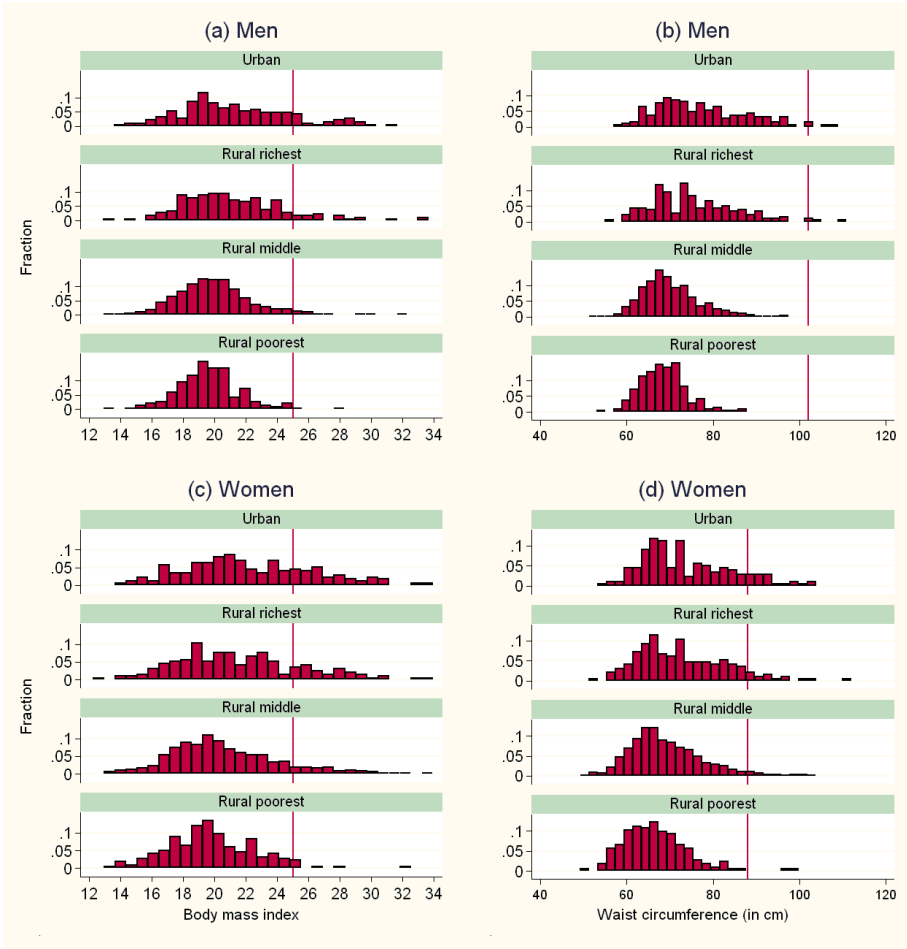 (a) Men
Urban
.1
.05
0
Rural richest
.1
.05
0
Rural middle
.1
.05
0
Rural poorest
.1
.05
0
12 14 16 18 20 22 24 26 28 30 32 34
Fraction
(b) Men
Urban
.1
.05
0
Rural richest
.1
.05
0
Rural middle
.1
.05
0
Rural poorest
.1
.05
0
40 60 80 100 120
(c) Women
Urban
.1
.05
0
Rural richest
.1
.05
0
Rural middle
.1
.05
0
Rural poorest
.1
.05
0
12 14 16 18 20 22 24 26 28 30 32 34
Body mass index
Fraction
(d) Women
Urban
.1
.05
0
Rural richest
.1
.05
0
Rural middle
.1
.05
0
Rural poorest
.1
.05
0
40 60 80 100 120
Waist circumference (in cm)